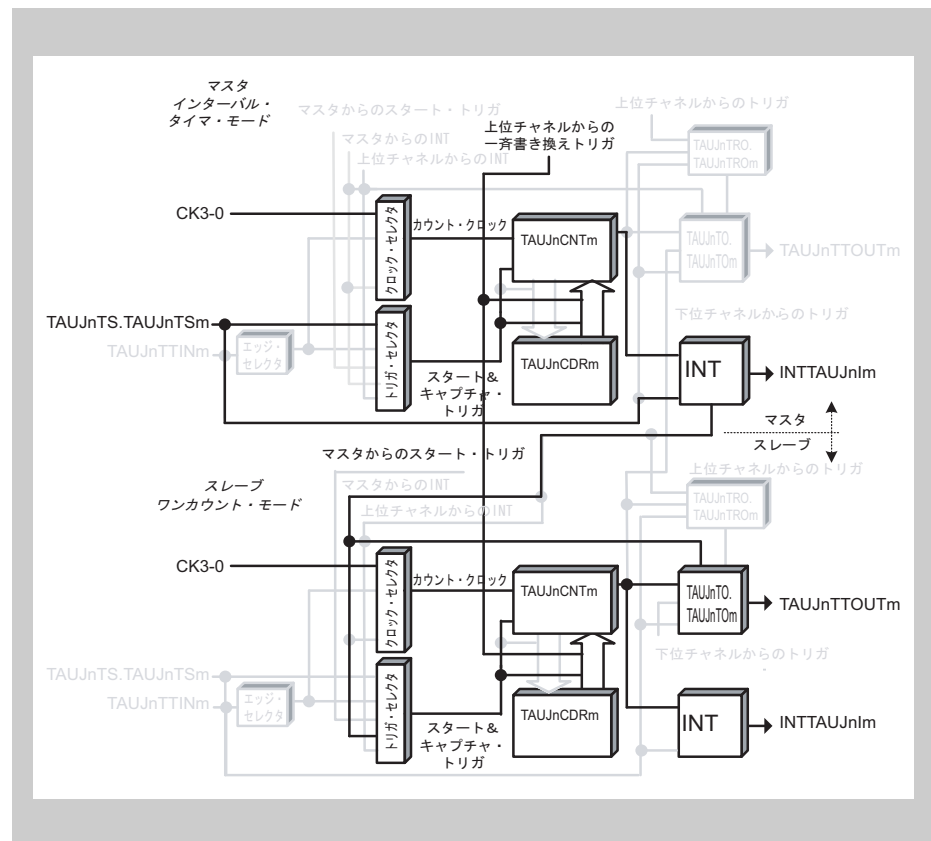 マスタ
インターバル・
タイマ・モード
マスタからのスタート・トリガ
マスタからのINT
上位チャネルからのINT
上位チャネルからの
一斉書き換えトリガ
上位チャネルからのトリガ
TAUJnTRO.
TAUJnTROm
CK3-0
クロック・セレクタ
カウント・クロック
TAUJnCNTm
TAUJnTO.
TAUJnTOm
TAUJnTTOUTm
TAUJnTS.TAUJnTSm
TAUJnTTINm
エッジ・
セレクタ
トリガ・セレクタ
スタート&
キャプチャ・
トリガ
TAUJnCDRm
下位チャネルからのトリガ
INT
INTTAUJnIm
マスタ
スレーブ
マスタからのスタート・トリガ
スレーブ
ワンカウント・モード
マスタからのINT
上位チャネルからのINT
上位チャネルからのトリガ
TAUJnTRO.
TAUJnTROm
CK3-0
クロック・セレクタ
カウント・クロック
TAUJnCNTm
TAUJnTO.
TAUJnTOm
TAUJnTTOUTm
下位チャネルからのトリガ
TAUJnTS.TAUJnTSm
TAUJnTTINm
エッジ・
セレクタ
トリガ・セレクタ
スタート&
キャプチャ・
トリガ
TAUJnCDRm
INT
INTTAUJnIm